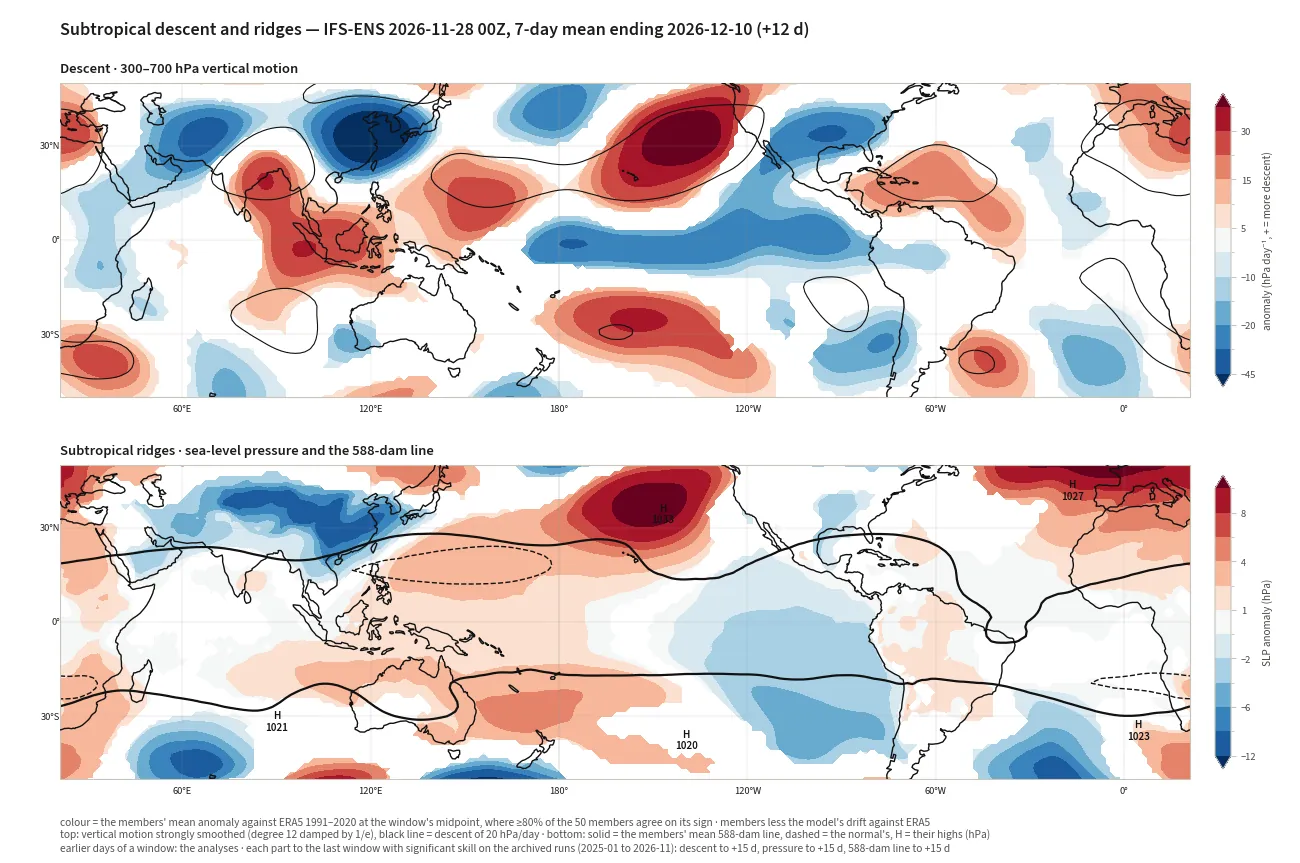 Subtropical descent and ridges — IFS-ENS 2026-11-28 00Z, 7-day mean ending 2026-12-10 (+12 d)
Descent · 300–700 hPa vertical motion
30°N
0°
30°S
60°E
120°E
180°
120°W
60°W
0°
30
15
5
−10
−20
−45
anomaly (hPa day⁻¹, + = more descent)
Subtropical ridges · sea-level pressure and the 588-dam line
H
1027
H
1033
H
1021
H
1020
H
1023
30°N
0°
30°S
60°E
120°E
180°
120°W
60°W
0°
8
4
1
−2
−6
−12
SLP anomaly (hPa)
colour = the members' mean anomaly against ERA5 1991–2020 at the window's midpoint, where ≥80% of the 50 members agree on its sign · members less the model's drift against ERA5
top: vertical motion strongly smoothed (degree 12 damped by 1/e), black line = descent of 20 hPa/day · bottom: solid = the members' mean 588-dam line, dashed = the normal's, H = their highs (hPa)
earlier days of a window: the analyses · each part to the last window with significant skill on the archived runs (2025-01 to 2026-11): descent to +15 d, pressure to +15 d, 588-dam line to +15 d